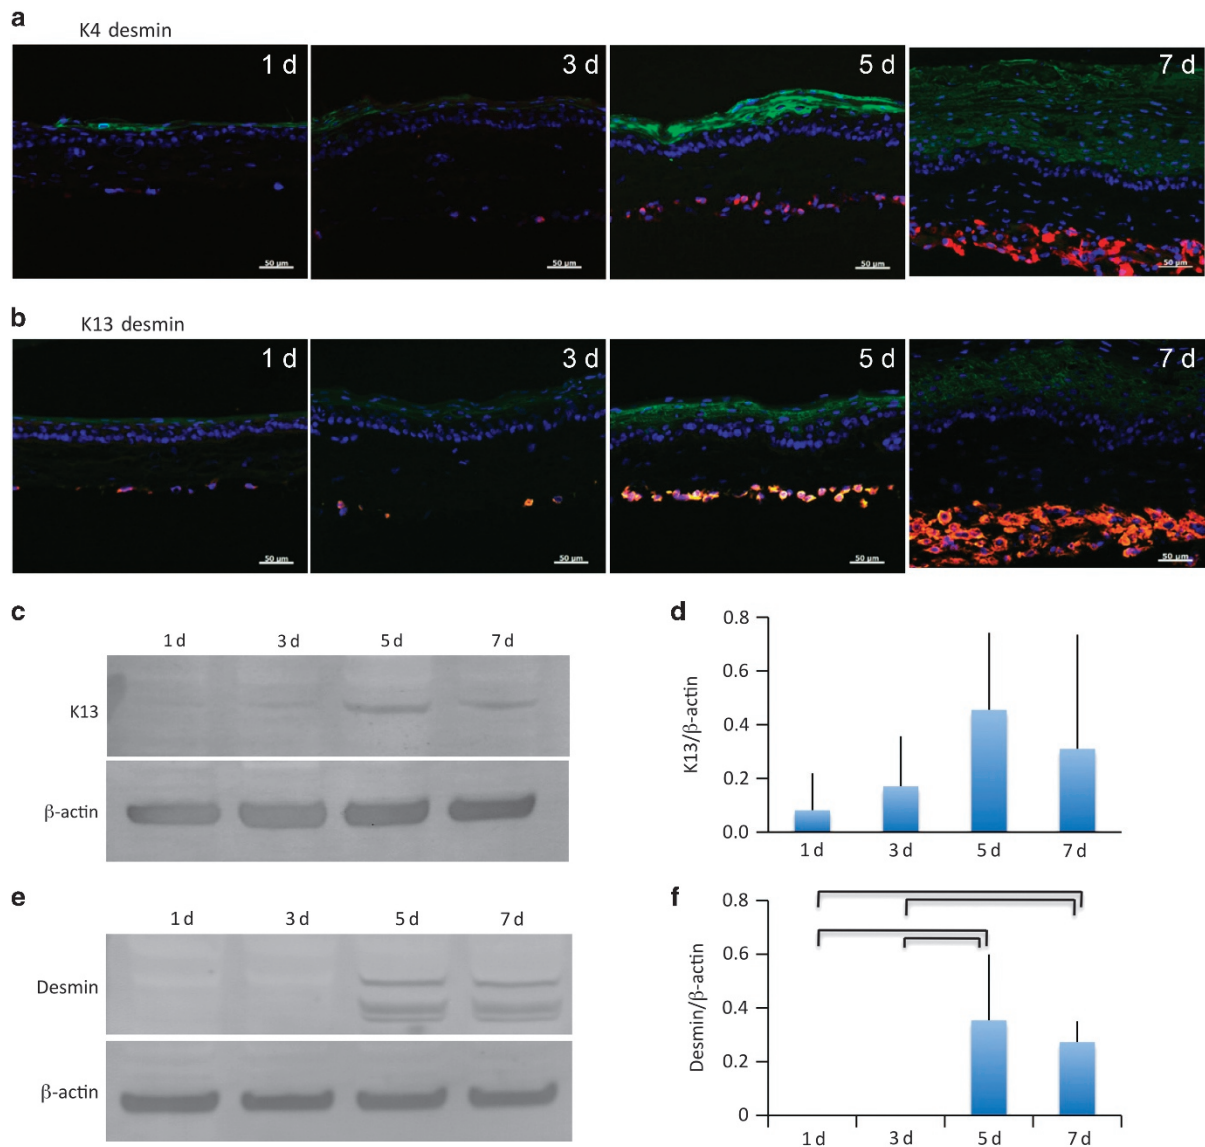 a
K4 desmin
1 d
3 d
5 d
7 d
50 µm
50 µm
50 µm
50 µm
b
K13 desmin
1 d
3 d
5 d
7 d
50 µm
50 µm
50 µm
50 µm
c
1 d 3 d 5 d 7 d
K13
β-actin
d
0.8
0.6
0.4
0.2
0.0
K13/β-actin
1 d 3 d 5 d 7 d
e
1 d 3 d 5 d 7 d
Desmin
β-actin
f
0.8
0.6
0.4
0.2
0
Desmin/β-actin
1 d 3 d 5 d 7 d